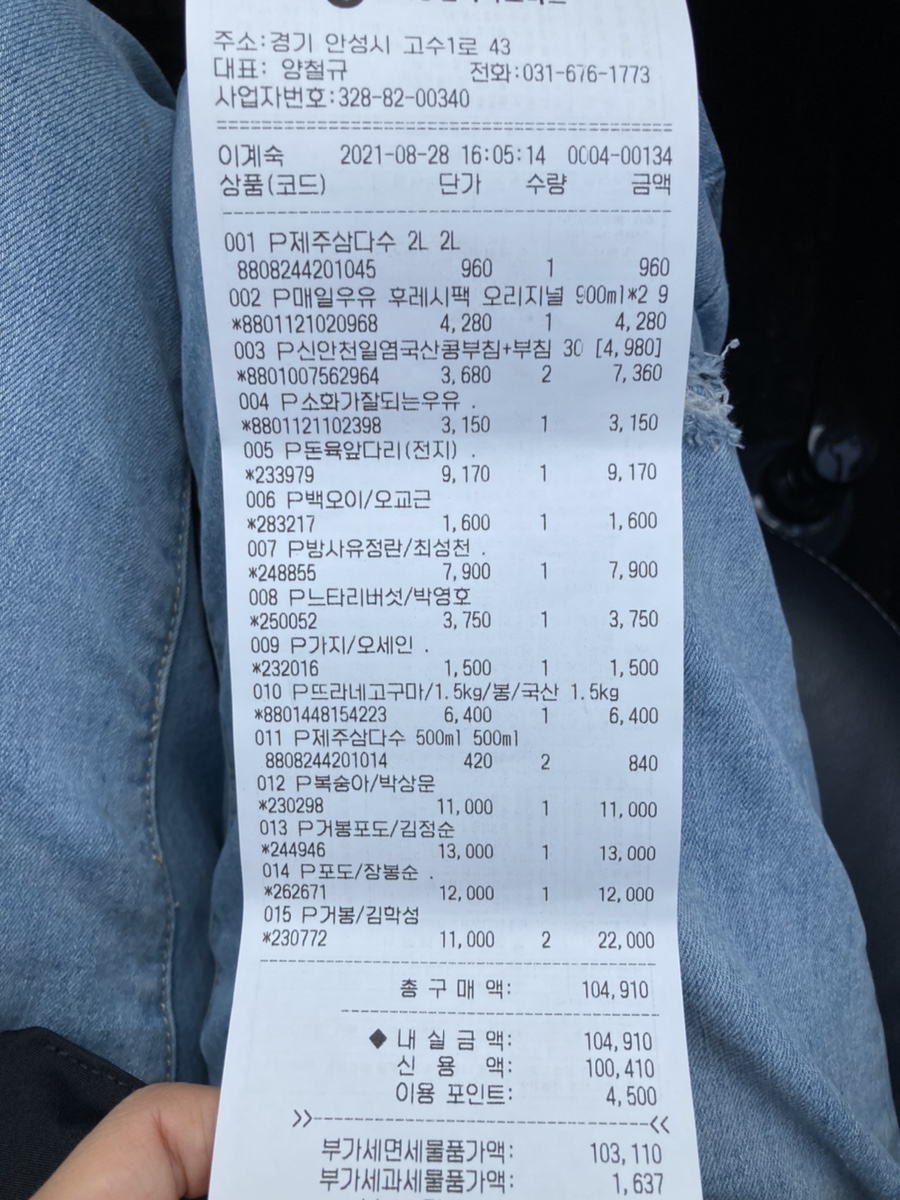 주소:경기 안성시 고수1로 43
대표: 양철규 전화:031-676-1773
사업자번호:328-82-00340
이계숙 2021-08-28 16:05:14 0004-00134
상품(코드) 단가 수량 금액
001 P제주삼다수 2L 2L
8808244201045 960 1 960
002 P매일우유 후레시팩 오리지널 900ml*2 9
*8801121020968 4,280 1 4,280
003 P신안천일염국산콩부침+부침 30 [4,980]
*8801007562964 3,680 2 7,360
004 P소화가잘되는우유 .
*8801121102398 3,150 1 3,150
005 P돈육앞다리(전지) .
*233979 9,170 1 9,170
006 P백오이/오교근
*283217 1,600 1 1,600
007 P방사유정란/최성천 .
*248855 7,900 1 7,900
008 P느타리버섯/박영호
*250052 3,750 1 3,750
009 P가지/오세인 .
*232016 1,500 1 1,500
010 P뜨라네고구마/1.5kg/봉/국산 1.5kg
*8801448154223 6,400 1 6,400
011 P제주삼다수 500ml 500ml
8808244201014 420 2 840
012 P복숭아/박상운
*230298 11,000 1 11,000
013 P거봉포도/김정순
*244946 13,000 1 13,000
014 P포도/장봉순 .
*262671 12,000 1 12,000
015 P거봉/김학성
*230772 11,000 2 22,000
총 구 매 액: 104,910
◆ 내 실 금 액: 104,910
신 용 액: 100,410
이용 포인트: 4,500
부가세면세물품가액: 103,110
부가세과세물품가액: 1,637